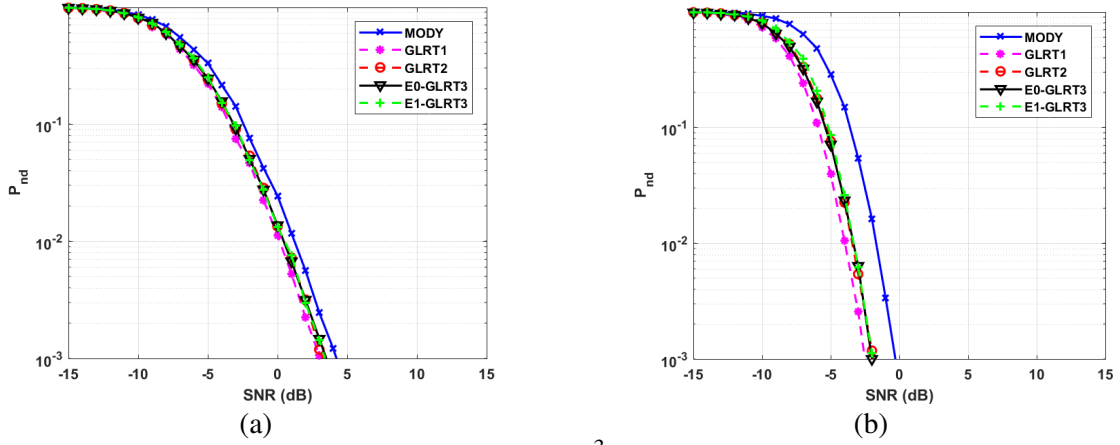 MODY
GLRT1
GLRT2
E0-GLRT3
E1-GLRT3
10^-1
10^-2
10^-3
P_nd
-15 -10 -5 0 5 10 15
SNR (dB)
(a)
MODY
GLRT1
GLRT2
E0-GLRT3
E1-GLRT3
10^-1
10^-2
10^-3
P_nd
-15 -10 -5 0 5 10 15
SNR (dB)
(b)
3